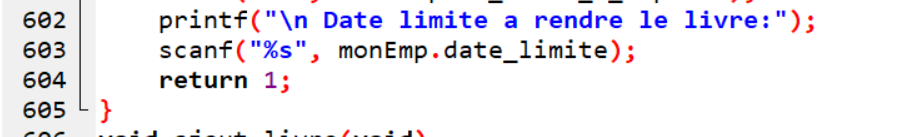 602 printf("\n Date limite a rendre le livre:");
603 scanf("%s", monEmp.date_limite);
604 return 1;
605 }